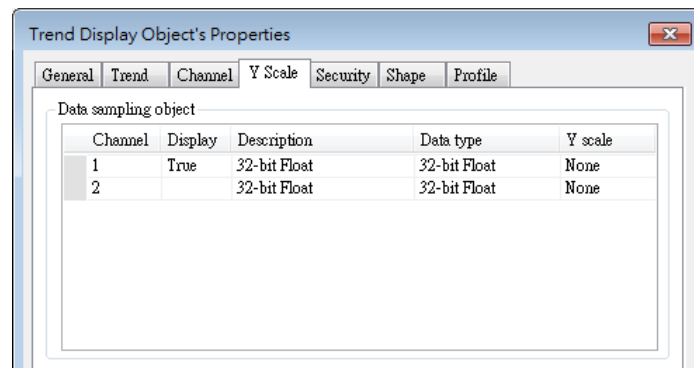 Trend Display Object's Properties
General Trend Channel Y Scale Security Shape Profile
Data sampling object
Channel Display Description Data type Y scale
1 True 32-bit Float 32-bit Float None
2 32-bit Float 32-bit Float None